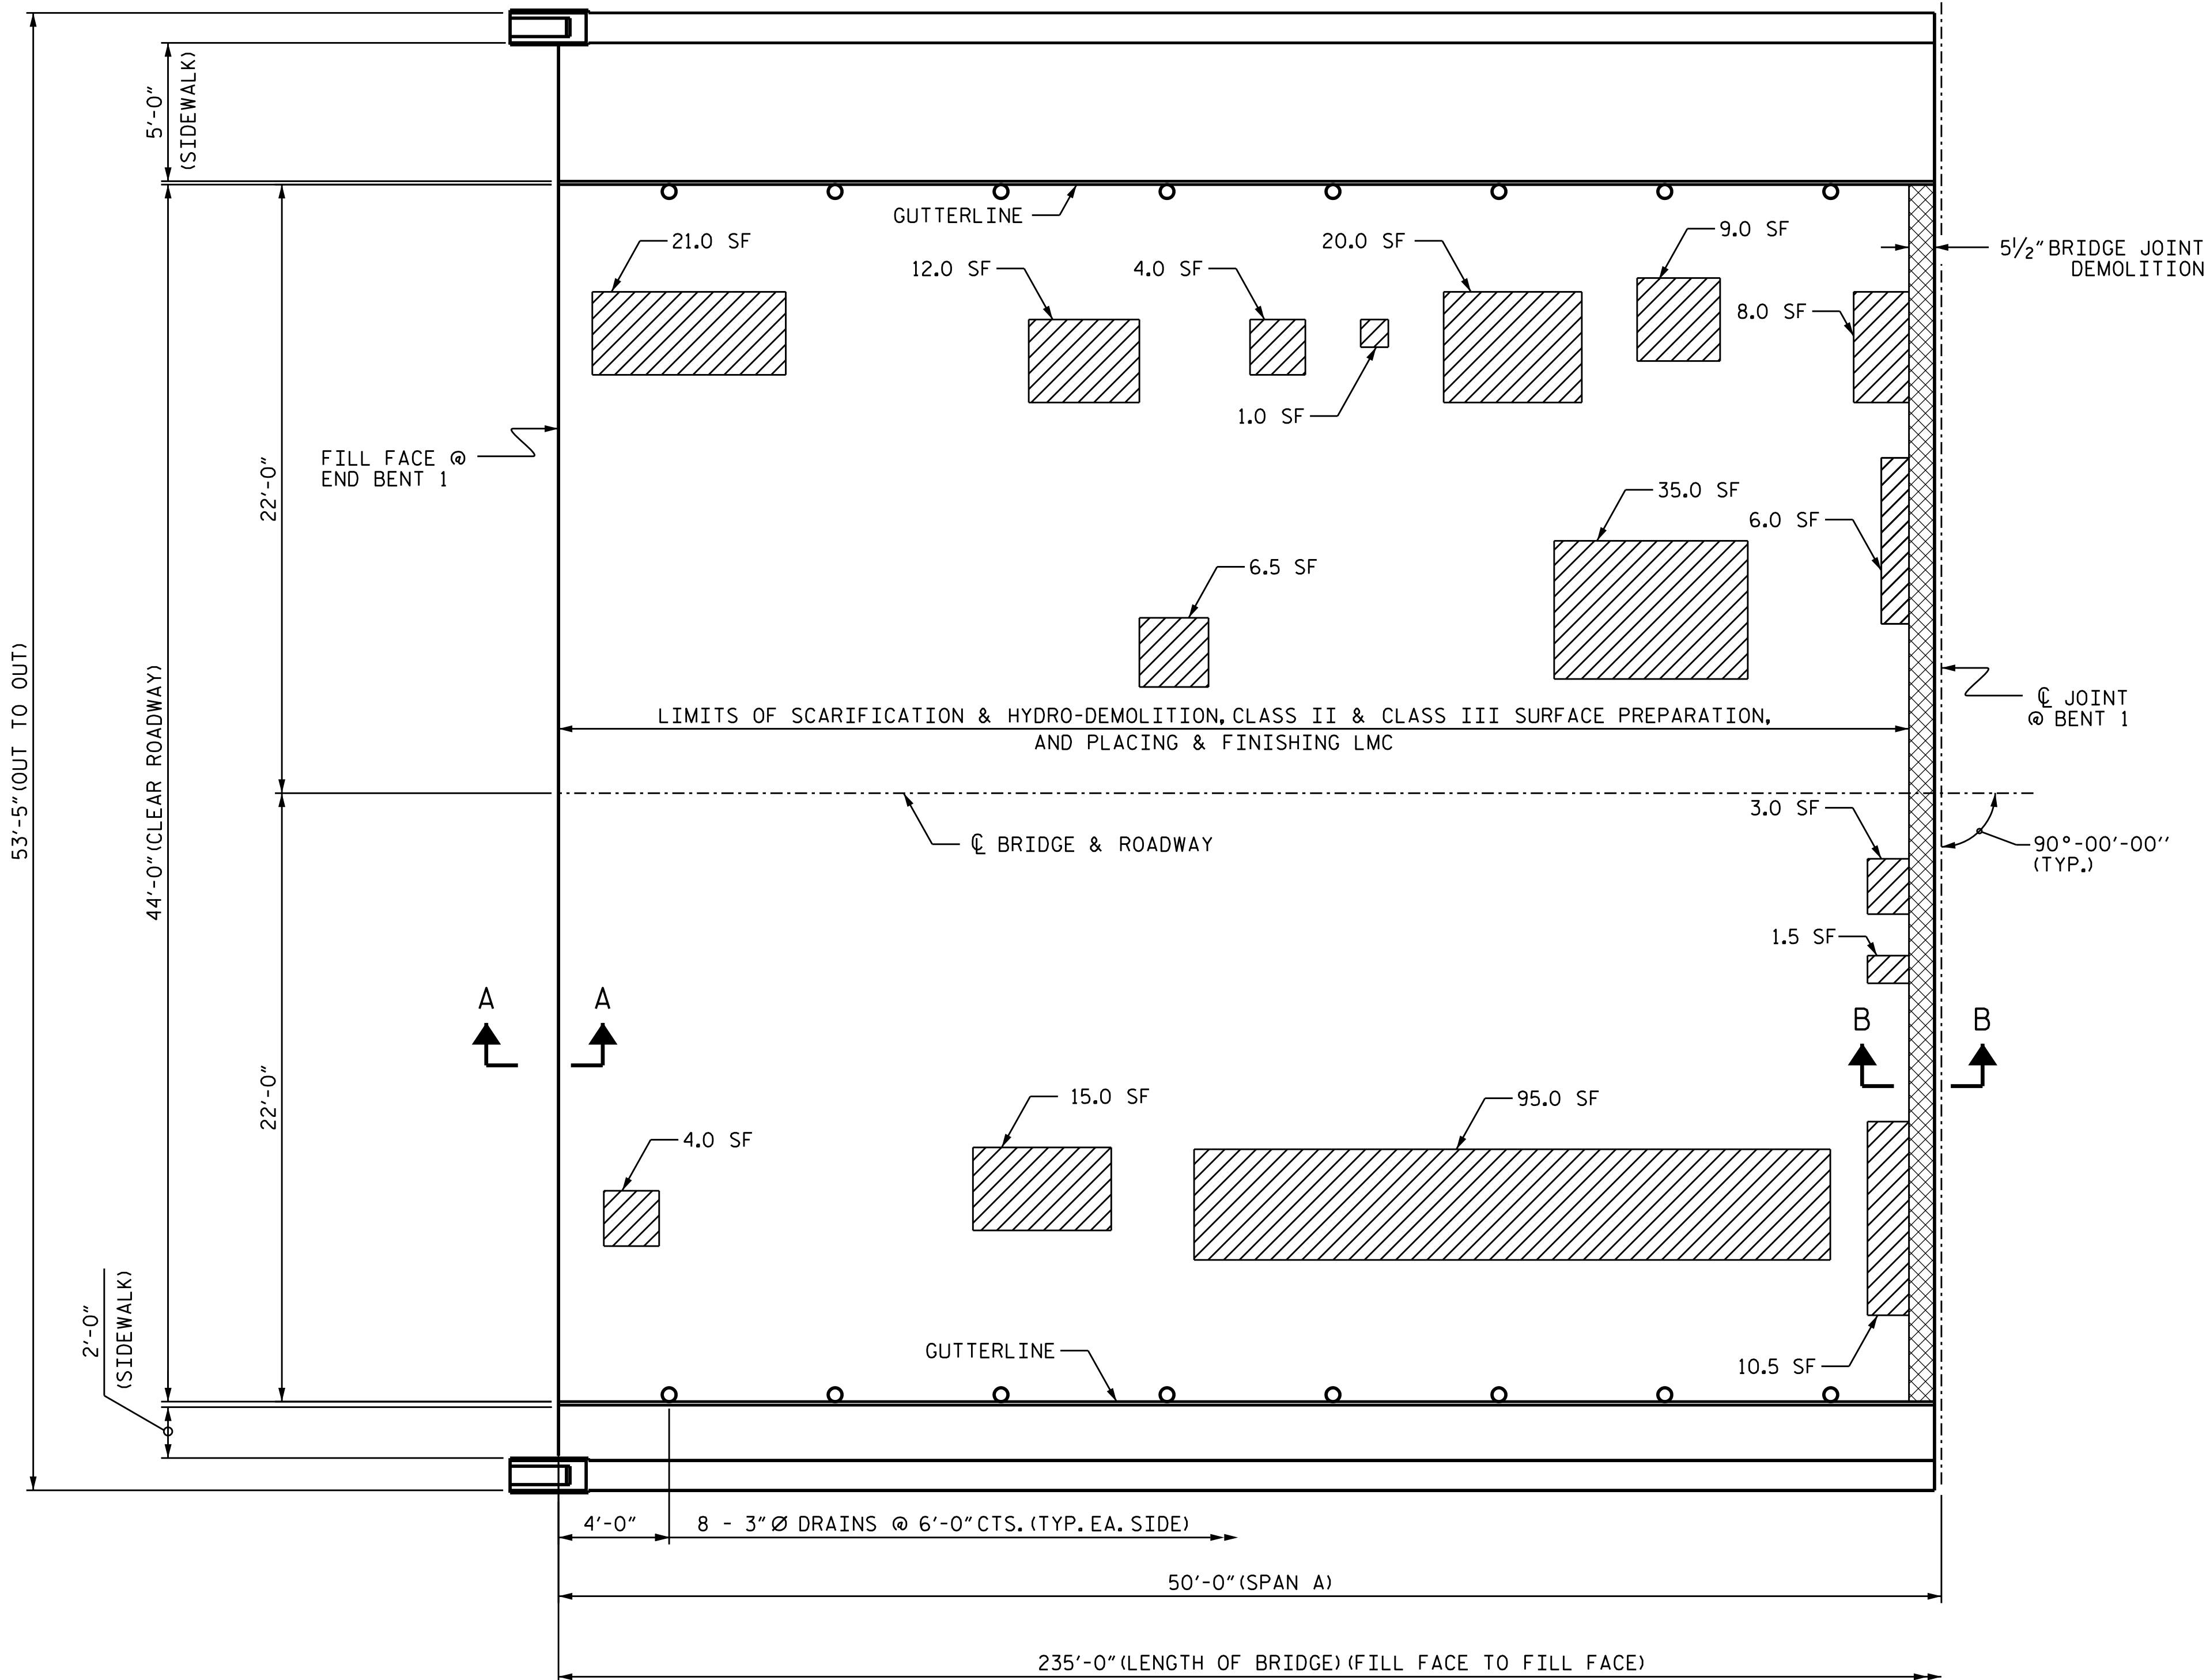 5'-0"
(SIDEWALK)
GUTTERLINE
21.0 SF
12.0 SF
4.0 SF
20.0 SF
9.0 SF
8.0 SF
1.0 SF
5 1/2" BRIDGE JOINT
DEMOLITION
FILL FACE @
END BENT 1
22'-0"
35.0 SF
6.0 SF
6.5 SF
53'-5" (OUT TO OUT)
44'-0" (CLEAR ROADWAY)
LIMITS OF SCARIFICATION & HYDRO-DEMOLITION, CLASS II & CLASS III SURFACE PREPARATION,
AND PLACING & FINISHING LMC
℄ JOINT
@ BENT 1
3.0 SF
℄ BRIDGE & ROADWAY
90°-00'-00''
(TYP.)
1.5 SF
A A
B B
22'-0"
4.0 SF
15.0 SF
95.0 SF
2'-0"
(SIDEWALK)
GUTTERLINE
10.5 SF
4'-0"
8 - 3" Ø DRAINS @ 6'-0" CTS. (TYP. EA. SIDE)
50'-0" (SPAN A)
235'-0" (LENGTH OF BRIDGE) (FILL FACE TO FILL FACE)